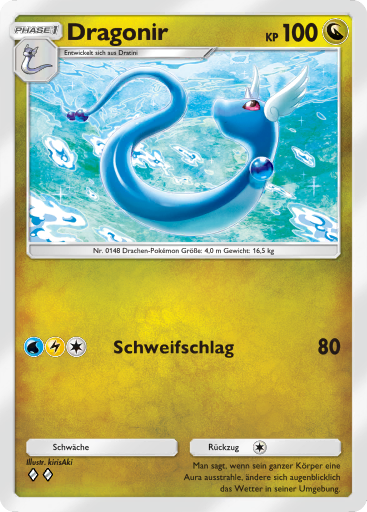 PHASE 1 Dragonir KP 100
Entwickelt sich aus Dratini
Nr. 0148 Drachen-Pokémon Größe: 4,0 m Gewicht: 16,5 kg
Schweifschlag 80
Schwäche Rückzug
Illustr. kirisAki
Man sagt, wenn sein ganzer Körper eine
Aura ausstrahle, ändere sich augenblicklich
das Wetter in seiner Umgebung.